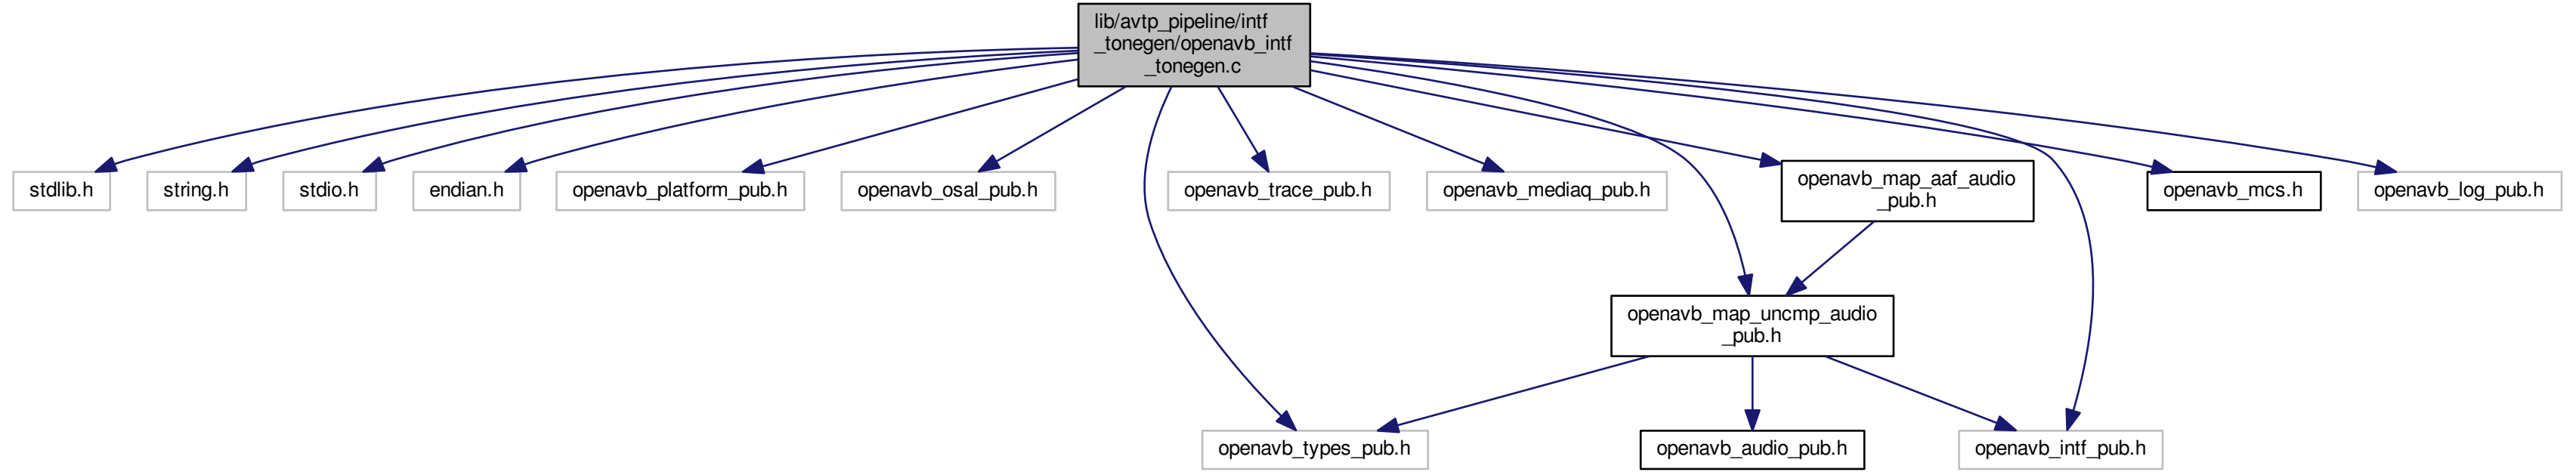 lib/avtp_pipeline/intf
_tonegen/openavb_intf
_tonegen.c
stdlib.h
string.h
stdio.h
endian.h
openavb_platform_pub.h
openavb_osal_pub.h
openavb_trace_pub.h
openavb_mediaq_pub.h
openavb_map_aaf_audio
_pub.h
openavb_mcs.h
openavb_log_pub.h
openavb_map_uncmp_audio
_pub.h
openavb_types_pub.h
openavb_audio_pub.h
openavb_intf_pub.h